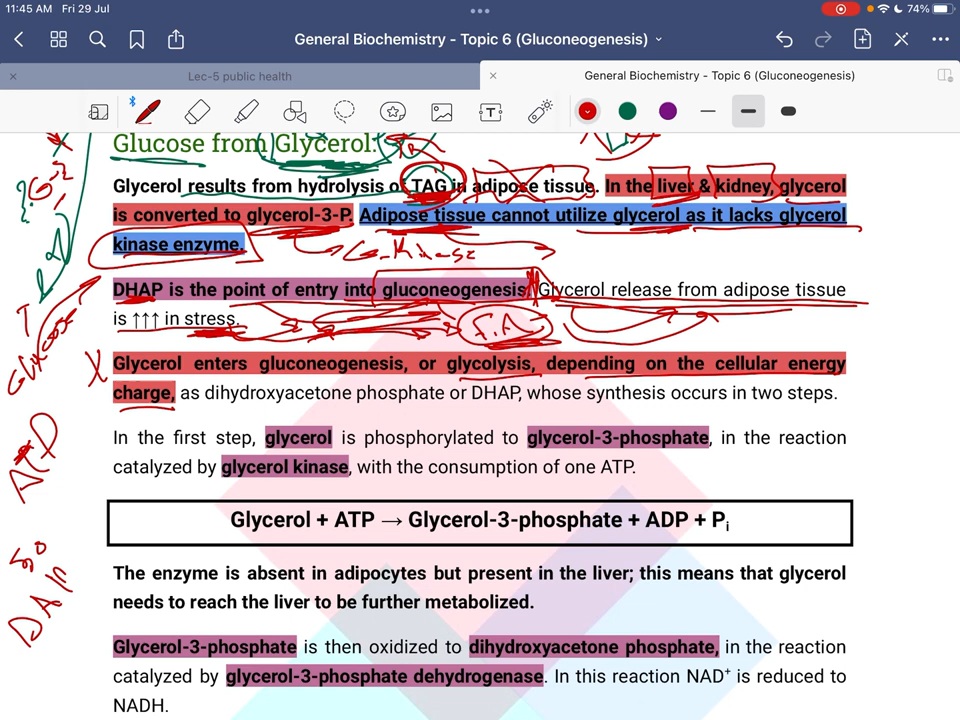 11:45 AM Fri 29 Jul
74%
General Biochemistry - Topic 6 (Gluconeogenesis)
Lec-5 public health
General Biochemistry - Topic 6 (Gluconeogenesis)
Glucose from Glycerol:
Glycerol results from hydrolysis of TAG in adipose tissue. In the liver & kidney, glycerol
is converted to glycerol-3-P. Adipose tissue cannot utilize glycerol as it lacks glycerol
kinase enzyme.
G-Kinase
DHAP is the point of entry into gluconeogenesis. Glycerol release from adipose tissue
is ↑↑↑ in stress.
F.A
Glucose
Glycerol enters gluconeogenesis, or glycolysis, depending on the cellular energy
charge, as dihydroxyacetone phosphate or DHAP, whose synthesis occurs in two steps.
ATP
In the first step, glycerol is phosphorylated to glycerol-3-phosphate, in the reaction
catalyzed by glycerol kinase, with the consumption of one ATP.
Glycerol + ATP → Glycerol-3-phosphate + ADP + Pi
The enzyme is absent in adipocytes but present in the liver; this means that glycerol
needs to reach the liver to be further metabolized.
Glycerol-3-phosphate is then oxidized to dihydroxyacetone phosphate, in the reaction
catalyzed by glycerol-3-phosphate dehydrogenase. In this reaction NAD⁺ is reduced to
NADH.